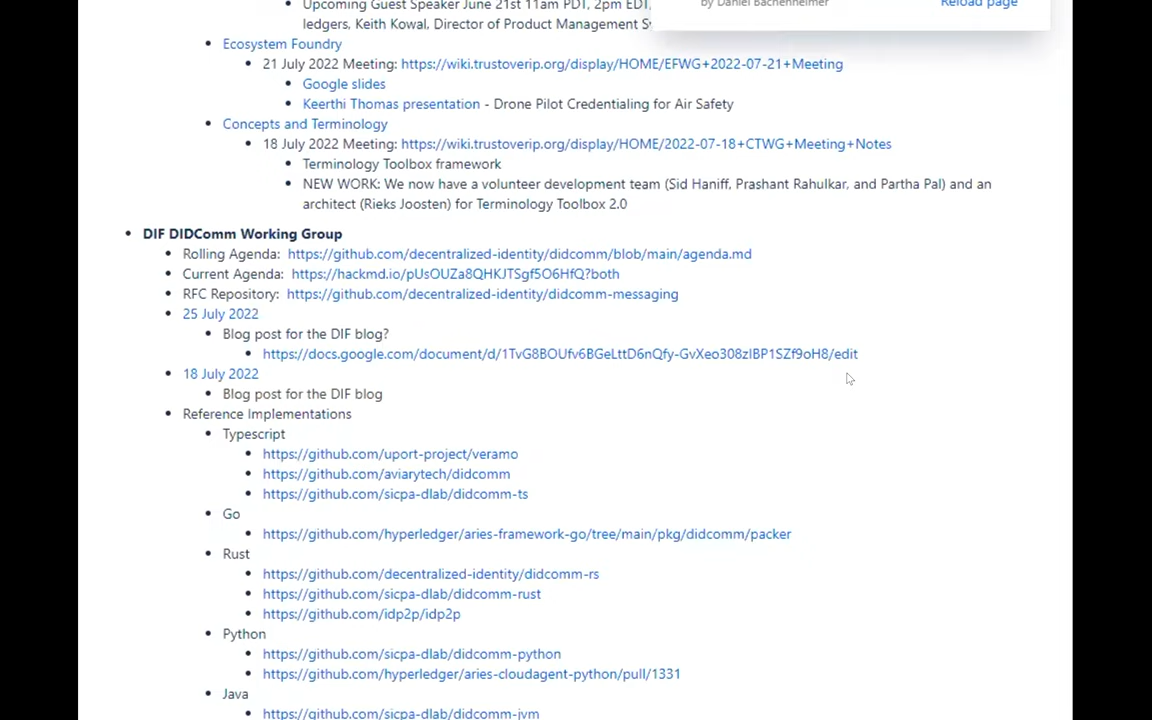 Upcoming Guest Speaker June 21st 11am PDT, 2pm EDT,
ledgers, Keith Kowal, Director of Product Management
by Daniel Bachenheimer
Reload page
Ecosystem Foundry
21 July 2022 Meeting: https://wiki.trustoverip.org/display/HOME/EFWG+2022-07-21+Meeting
Google slides
Keerthi Thomas presentation - Drone Pilot Credentialing for Air Safety
Concepts and Terminology
18 July 2022 Meeting: https://wiki.trustoverip.org/display/HOME/2022-07-18+CTWG+Meeting+Notes
Terminology Toolbox framework
NEW WORK: We now have a volunteer development team (Sid Haniff, Prashant Rahulkar, and Partha Pal) and an
architect (Rieks Joosten) for Terminology Toolbox 2.0
DIF DIDComm Working Group
Rolling Agenda: https://github.com/decentralized-identity/didcomm/blob/main/agenda.md
Current Agenda: https://hackmd.io/pUsOUZa8QHKJTSgf5O6HfQ?both
RFC Repository: https://github.com/decentralized-identity/didcomm-messaging
25 July 2022
Blog post for the DIF blog?
https://docs.google.com/document/d/1TvG8BOUfv6BGeLttD6nQfy-GvXeo308zIBP1SZf9oH8/edit
18 July 2022
Blog post for the DIF blog
Reference Implementations
Typescript
https://github.com/uport-project/veramo
https://github.com/aviarytech/didcomm
https://github.com/sicpa-dlab/didcomm-ts
Go
https://github.com/hyperledger/aries-framework-go/tree/main/pkg/didcomm/packer
Rust
https://github.com/decentralized-identity/didcomm-rs
https://github.com/sicpa-dlab/didcomm-rust
https://github.com/idp2p/idp2p
Python
https://github.com/sicpa-dlab/didcomm-python
https://github.com/hyperledger/aries-cloudagent-python/pull/1331
Java
https://github.com/sicpa-dlab/didcomm-jvm